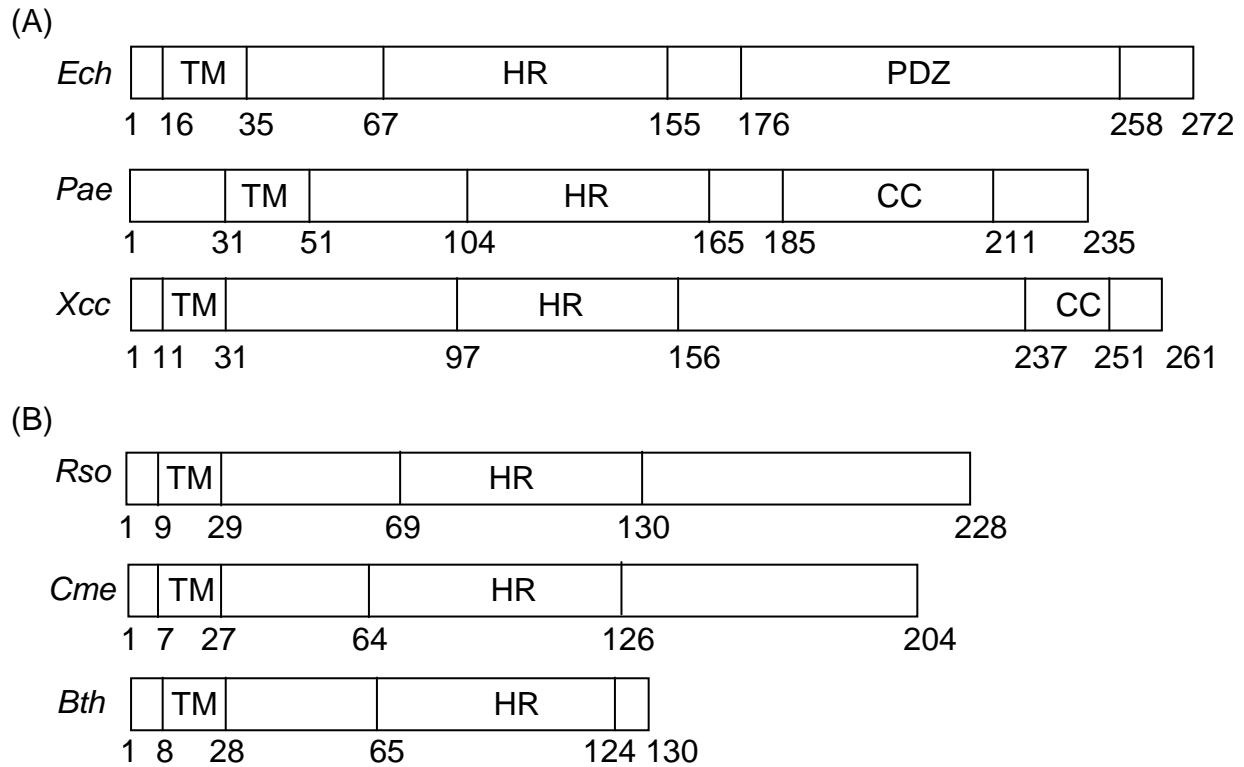 (A)
Ech TM HR PDZ
1 16 35 67 155 176 258 272
Pae TM HR CC
1 31 51 104 165 185 211 235
Xcc TM HR CC
1 11 31 97 156 237 251 261
(B)
Rso TM HR
1 9 29 69 130 228
Cme TM HR
1 7 27 64 126 204
Bth TM HR
1 8 28 65 124 130